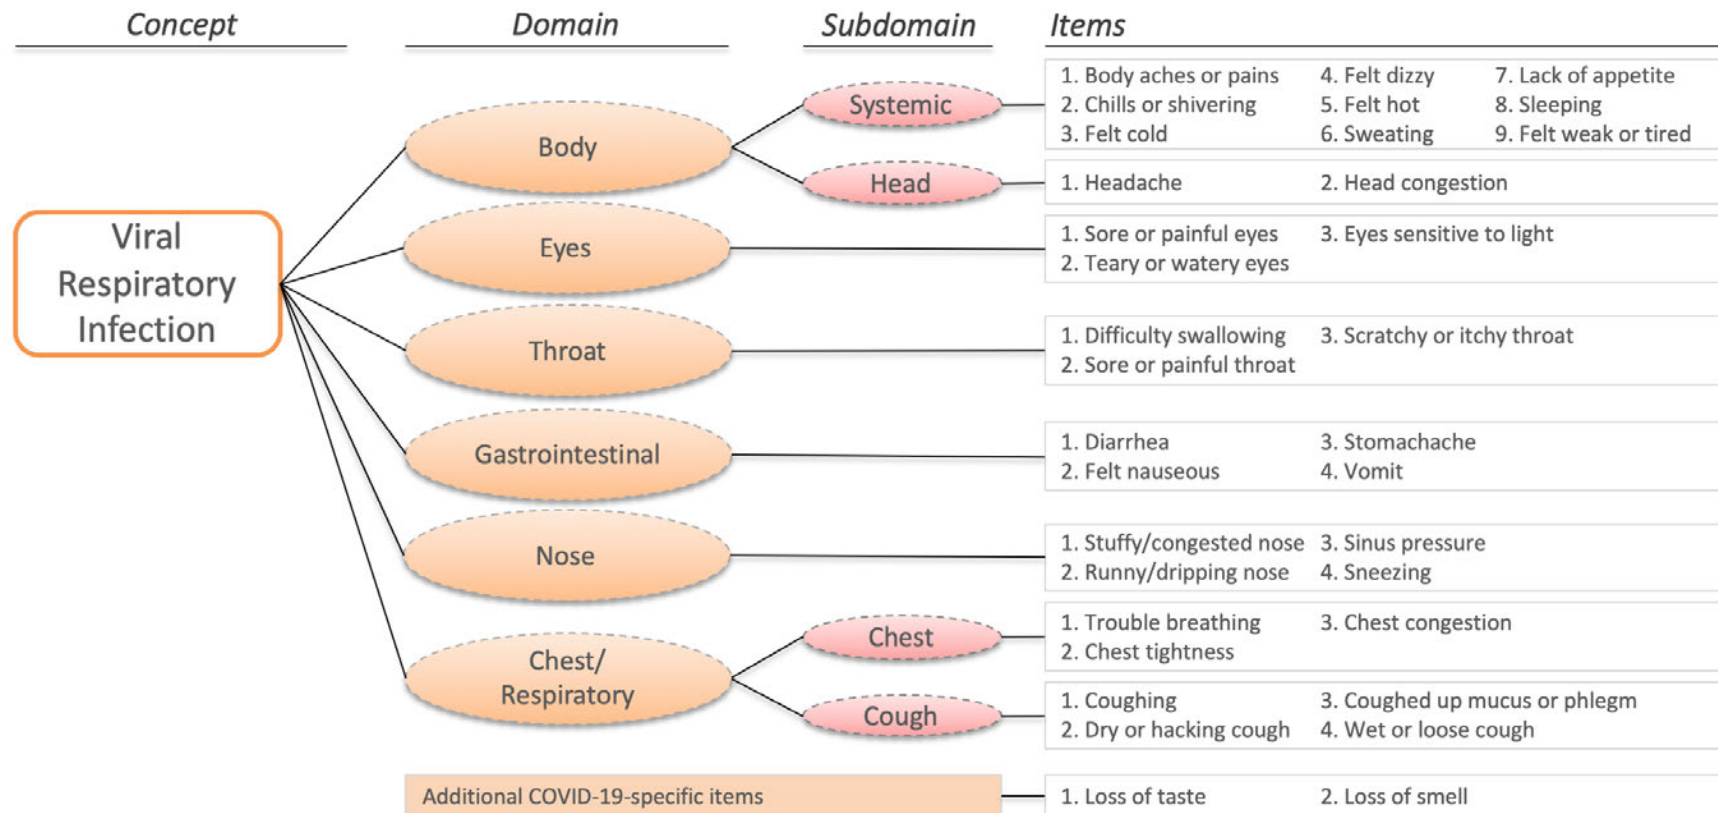 Concept Domain Subdomain Items
Viral
Respiratory
Infection
Body
Systemic
1. Body aches or pains 4. Felt dizzy 7. Lack of appetite
2. Chills or shivering 5. Felt hot 8. Sleeping
3. Felt cold 6. Sweating 9. Felt weak or tired
Head
1. Headache 2. Head congestion
Eyes
1. Sore or painful eyes 3. Eyes sensitive to light
2. Teary or watery eyes
Throat
1. Difficulty swallowing 3. Scratchy or itchy throat
2. Sore or painful throat
Gastrointestinal
1. Diarrhea 3. Stomachache
2. Felt nauseous 4. Vomit
Nose
1. Stuffy/congested nose 3. Sinus pressure
2. Runny/dripping nose 4. Sneezing
Chest/
Respiratory
Chest
1. Trouble breathing 3. Chest congestion
2. Chest tightness
Cough
1. Coughing 3. Coughed up mucus or phlegm
2. Dry or hacking cough 4. Wet or loose cough
Additional COVID-19-specific items
1. Loss of taste 2. Loss of smell